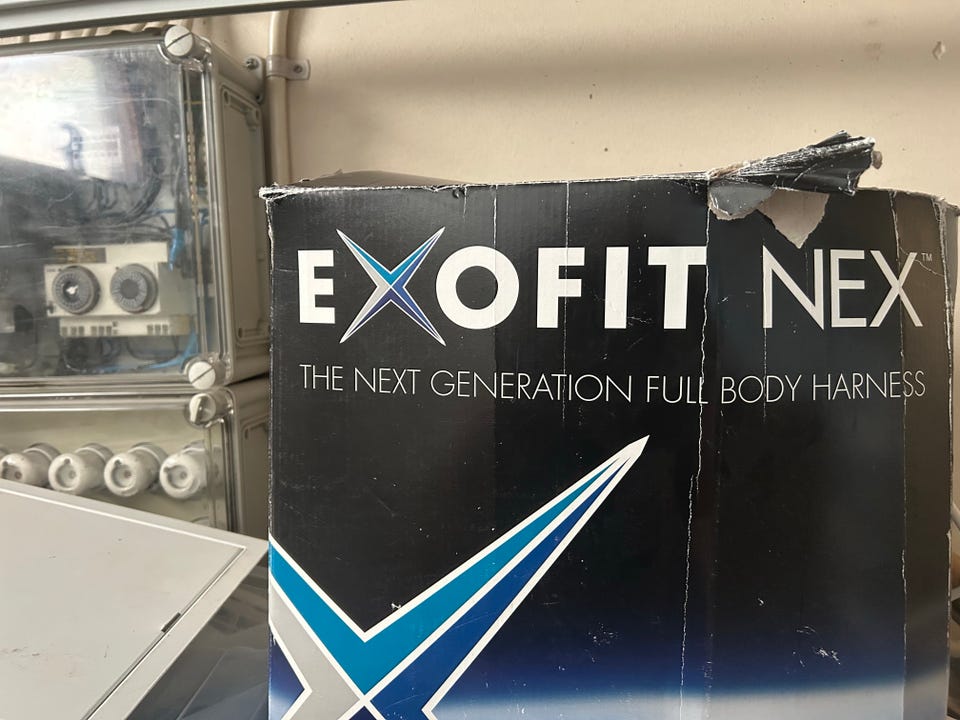 EXOFIT NEX™
THE NEXT GENERATION FULL BODY HARNESS